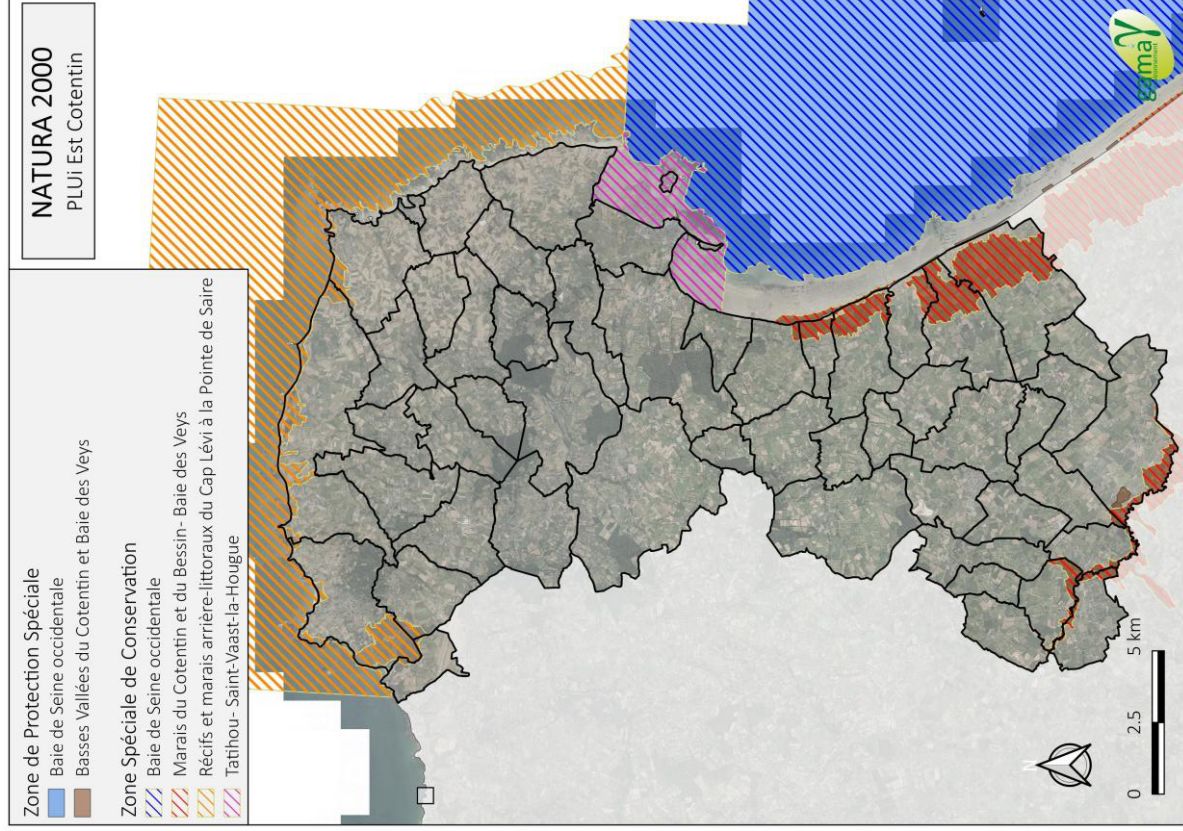 NATURA 2000
PLUi Est Cotentin
Zone de Protection Spéciale
Baie de Seine occidentale
Basses Vallées du Cotentin et Baie des Veys
Zone Spéciale de Conservation
Baie de Seine occidentale
Marais du Cotentin et du Bessin- Baie des Veys
Récifs et marais arrière-littoraux du Cap Lévi à la Pointe de Saire
Tatihou- Saint-Vaast-la-Hougue
N
0 2.5 5 km
gama
environnement